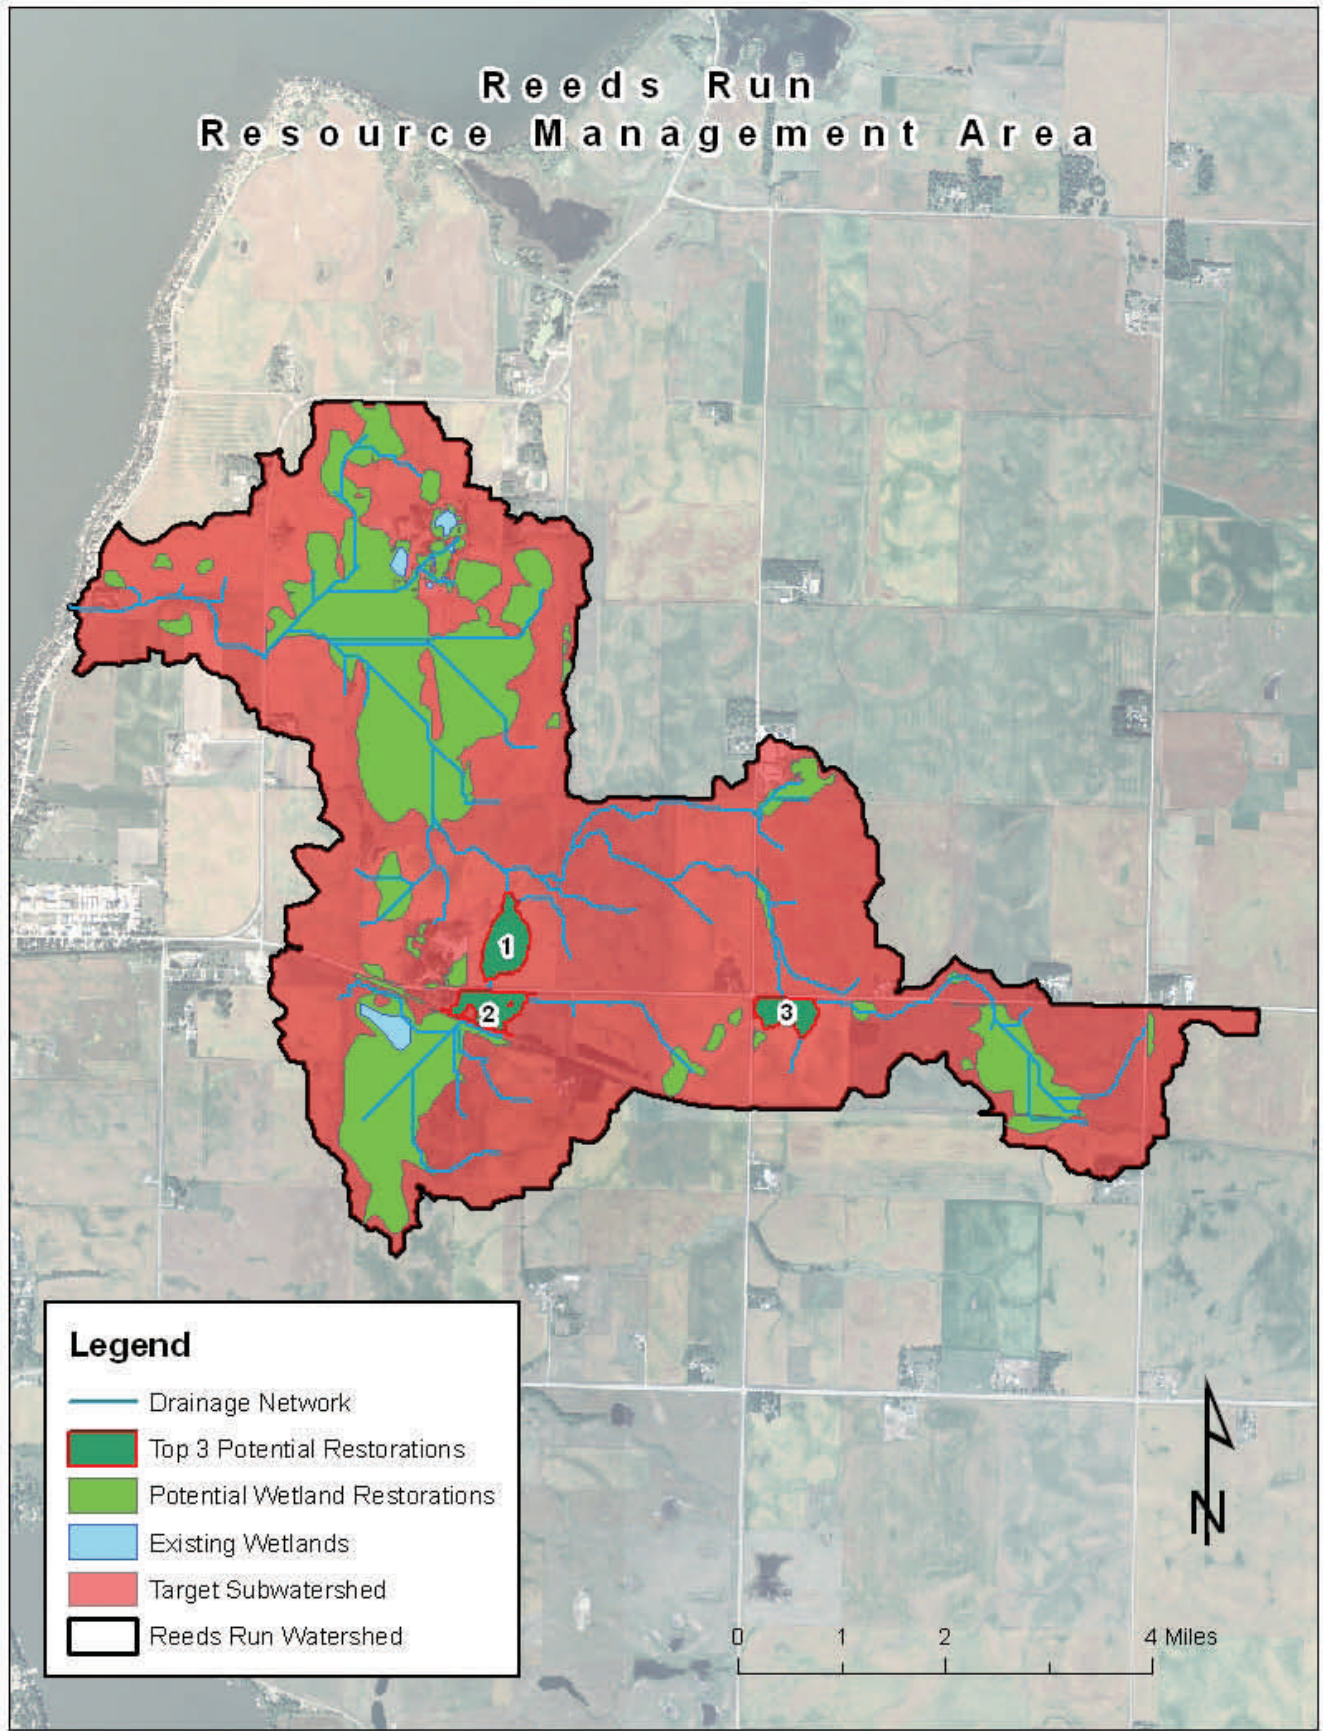 Reeds Run
Resource Management Area
1
2
3
Legend
Drainage Network
Top 3 Potential Restorations
Potential Wetland Restorations
Existing Wetlands
Target Subwatershed
Reeds Run Watershed
N
0 1 2 4 Miles